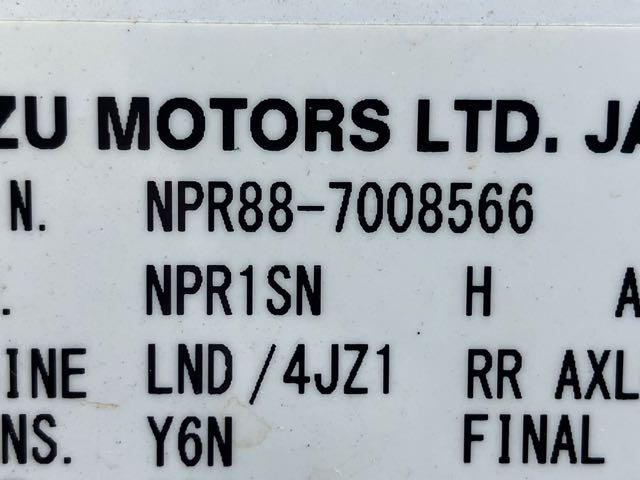 ZU MOTORS LTD. JA
N. NPR88-7008566
. NPR1SN H A
INE LND/4JZ1 RR AXL
NS. Y6N FINAL